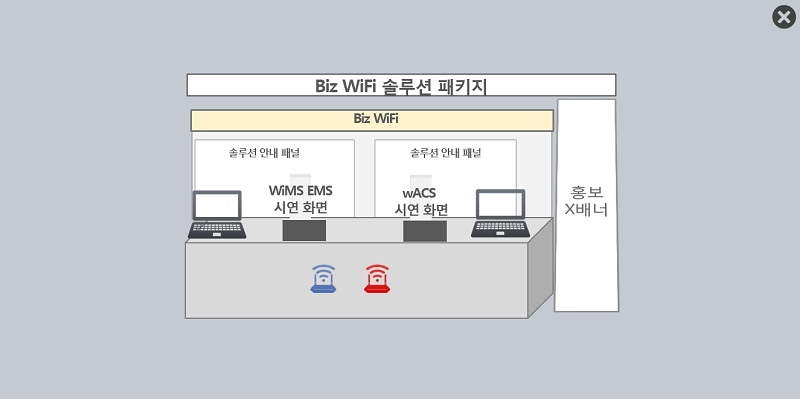 Biz WiFi 솔루션 패키지
Biz WiFi
솔루션 안내 패널
솔루션 안내 패널
WiMS EMS
시연 화면
wACS
시연 화면
홍보
X배너